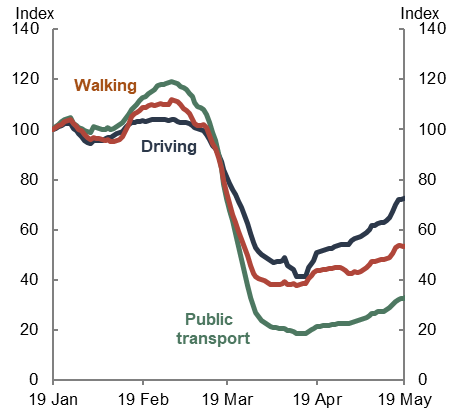 Index Index
140 140
120 120
Walking
100 100
Driving
80 80
60 60
40 40
Public
transport
20 20
0 0
19 Jan 19 Feb 19 Mar 19 Apr 19 May